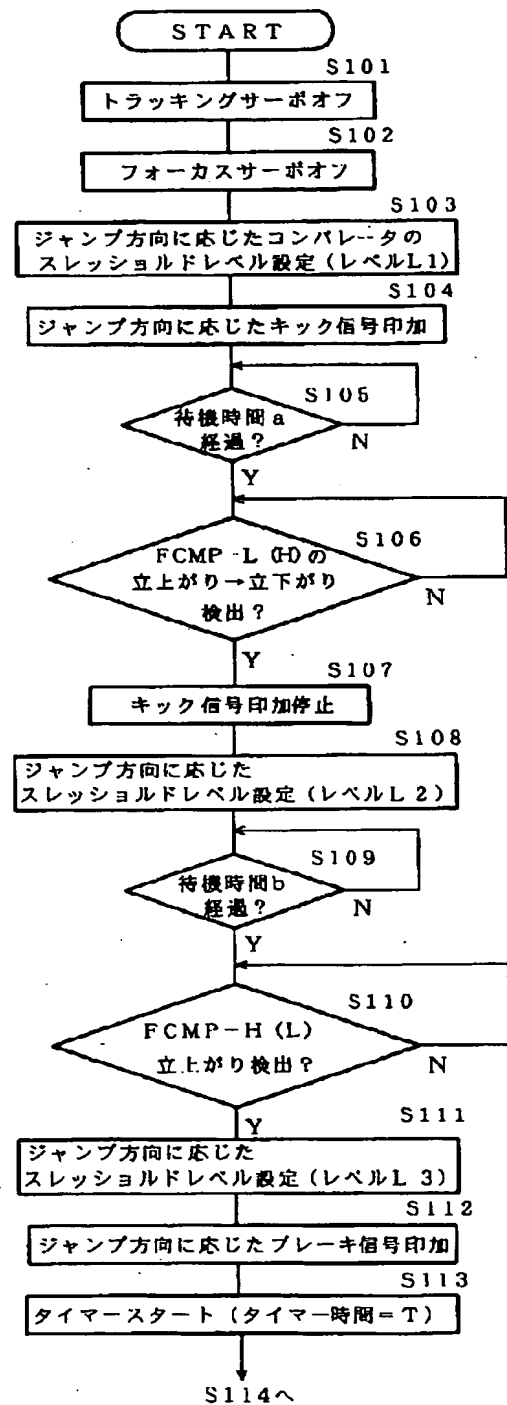 START
S101
トラッキングサーボオフ
S102
フォーカスサーボオン
S103
ジャンプ方向に応じたコンパレータの
スレッショルドレベル設定(レベルL1)
S104
ジャンプ方向に応じたキック信号印加
S105
待機時間a
経過?
N
Y
S106
FCMP-L(H)の
立上がり→立下がり
検出?
N
Y
S107
キック信号印加停止
S108
ジャンプ方向に応じた
スレッショルドレベル設定(レベルL2)
S109
待機時間b
経過?
N
Y
S110
FCMP-H(L)
立上がり検出?
N
Y
S111
ジャンプ方向に応じた
スレッショルドレベル設定(レベルL3)
S112
ジャンプ方向に応じたブレーキ信号印加
S113
タイマースタート(タイマー時間=T)
S114へ